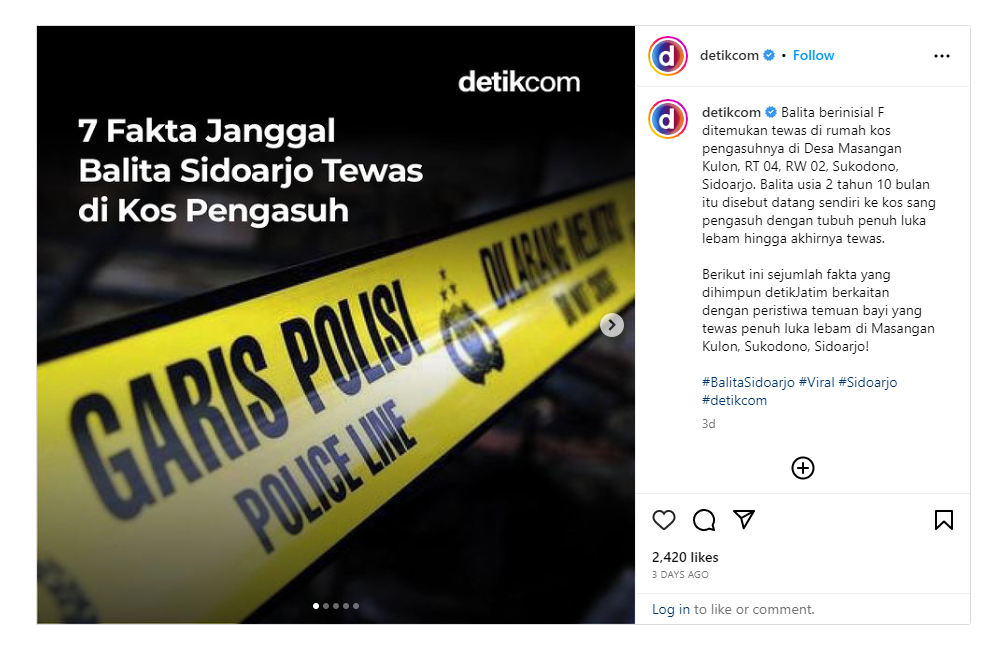 detikcom
7 Fakta Janggal
Balita Sidoarjo Tewas
di Kos Pengasuh
GARIS POLISI
POLICE LINE
DILARANG
d
detikcom • Follow
d
detikcom Balita berinisial F
ditemukan tewas di rumah kos
pengasuhnya di Desa Masangan
Kulon, RT 04, RW 02, Sukodono,
Sidoarjo. Balita usia 2 tahun 10 bulan
itu disebut datang sendiri ke kos sang
pengasuh dengan tubuh penuh luka
lebam hingga akhirnya tewas.
Berikut ini sejumlah fakta yang
dihimpun detikJatim berkaitan
dengan peristiwa temuan bayi yang
tewas penuh luka lebam di Masangan
Kulon, Sukodono, Sidoarjo!
#BalitaSidoarjo #Viral #Sidoarjo
#detikcom
3d
2,420 likes
3 DAYS AGO
Log in to like or comment.